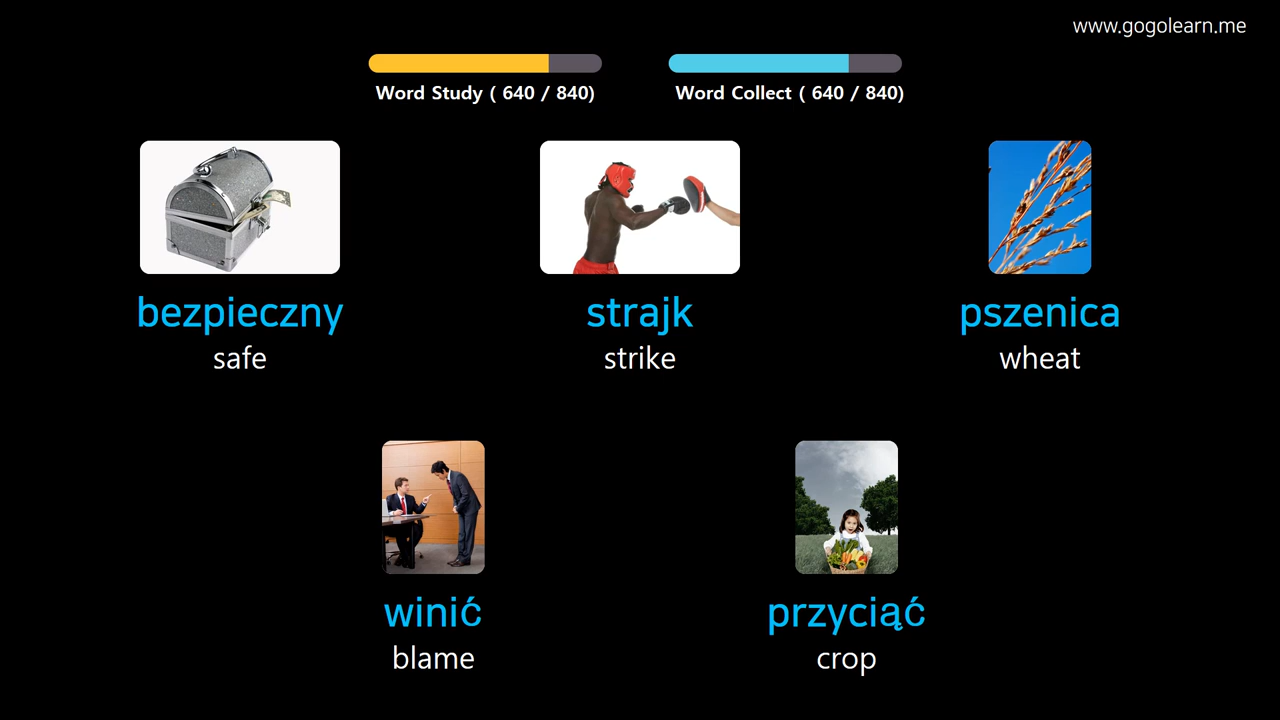 www.gogolearn.me
Word Study ( 640 / 840)
Word Collect ( 640 / 840)
bezpieczny
safe
strajk
strike
pszenica
wheat
winić
blame
przyciąć
crop